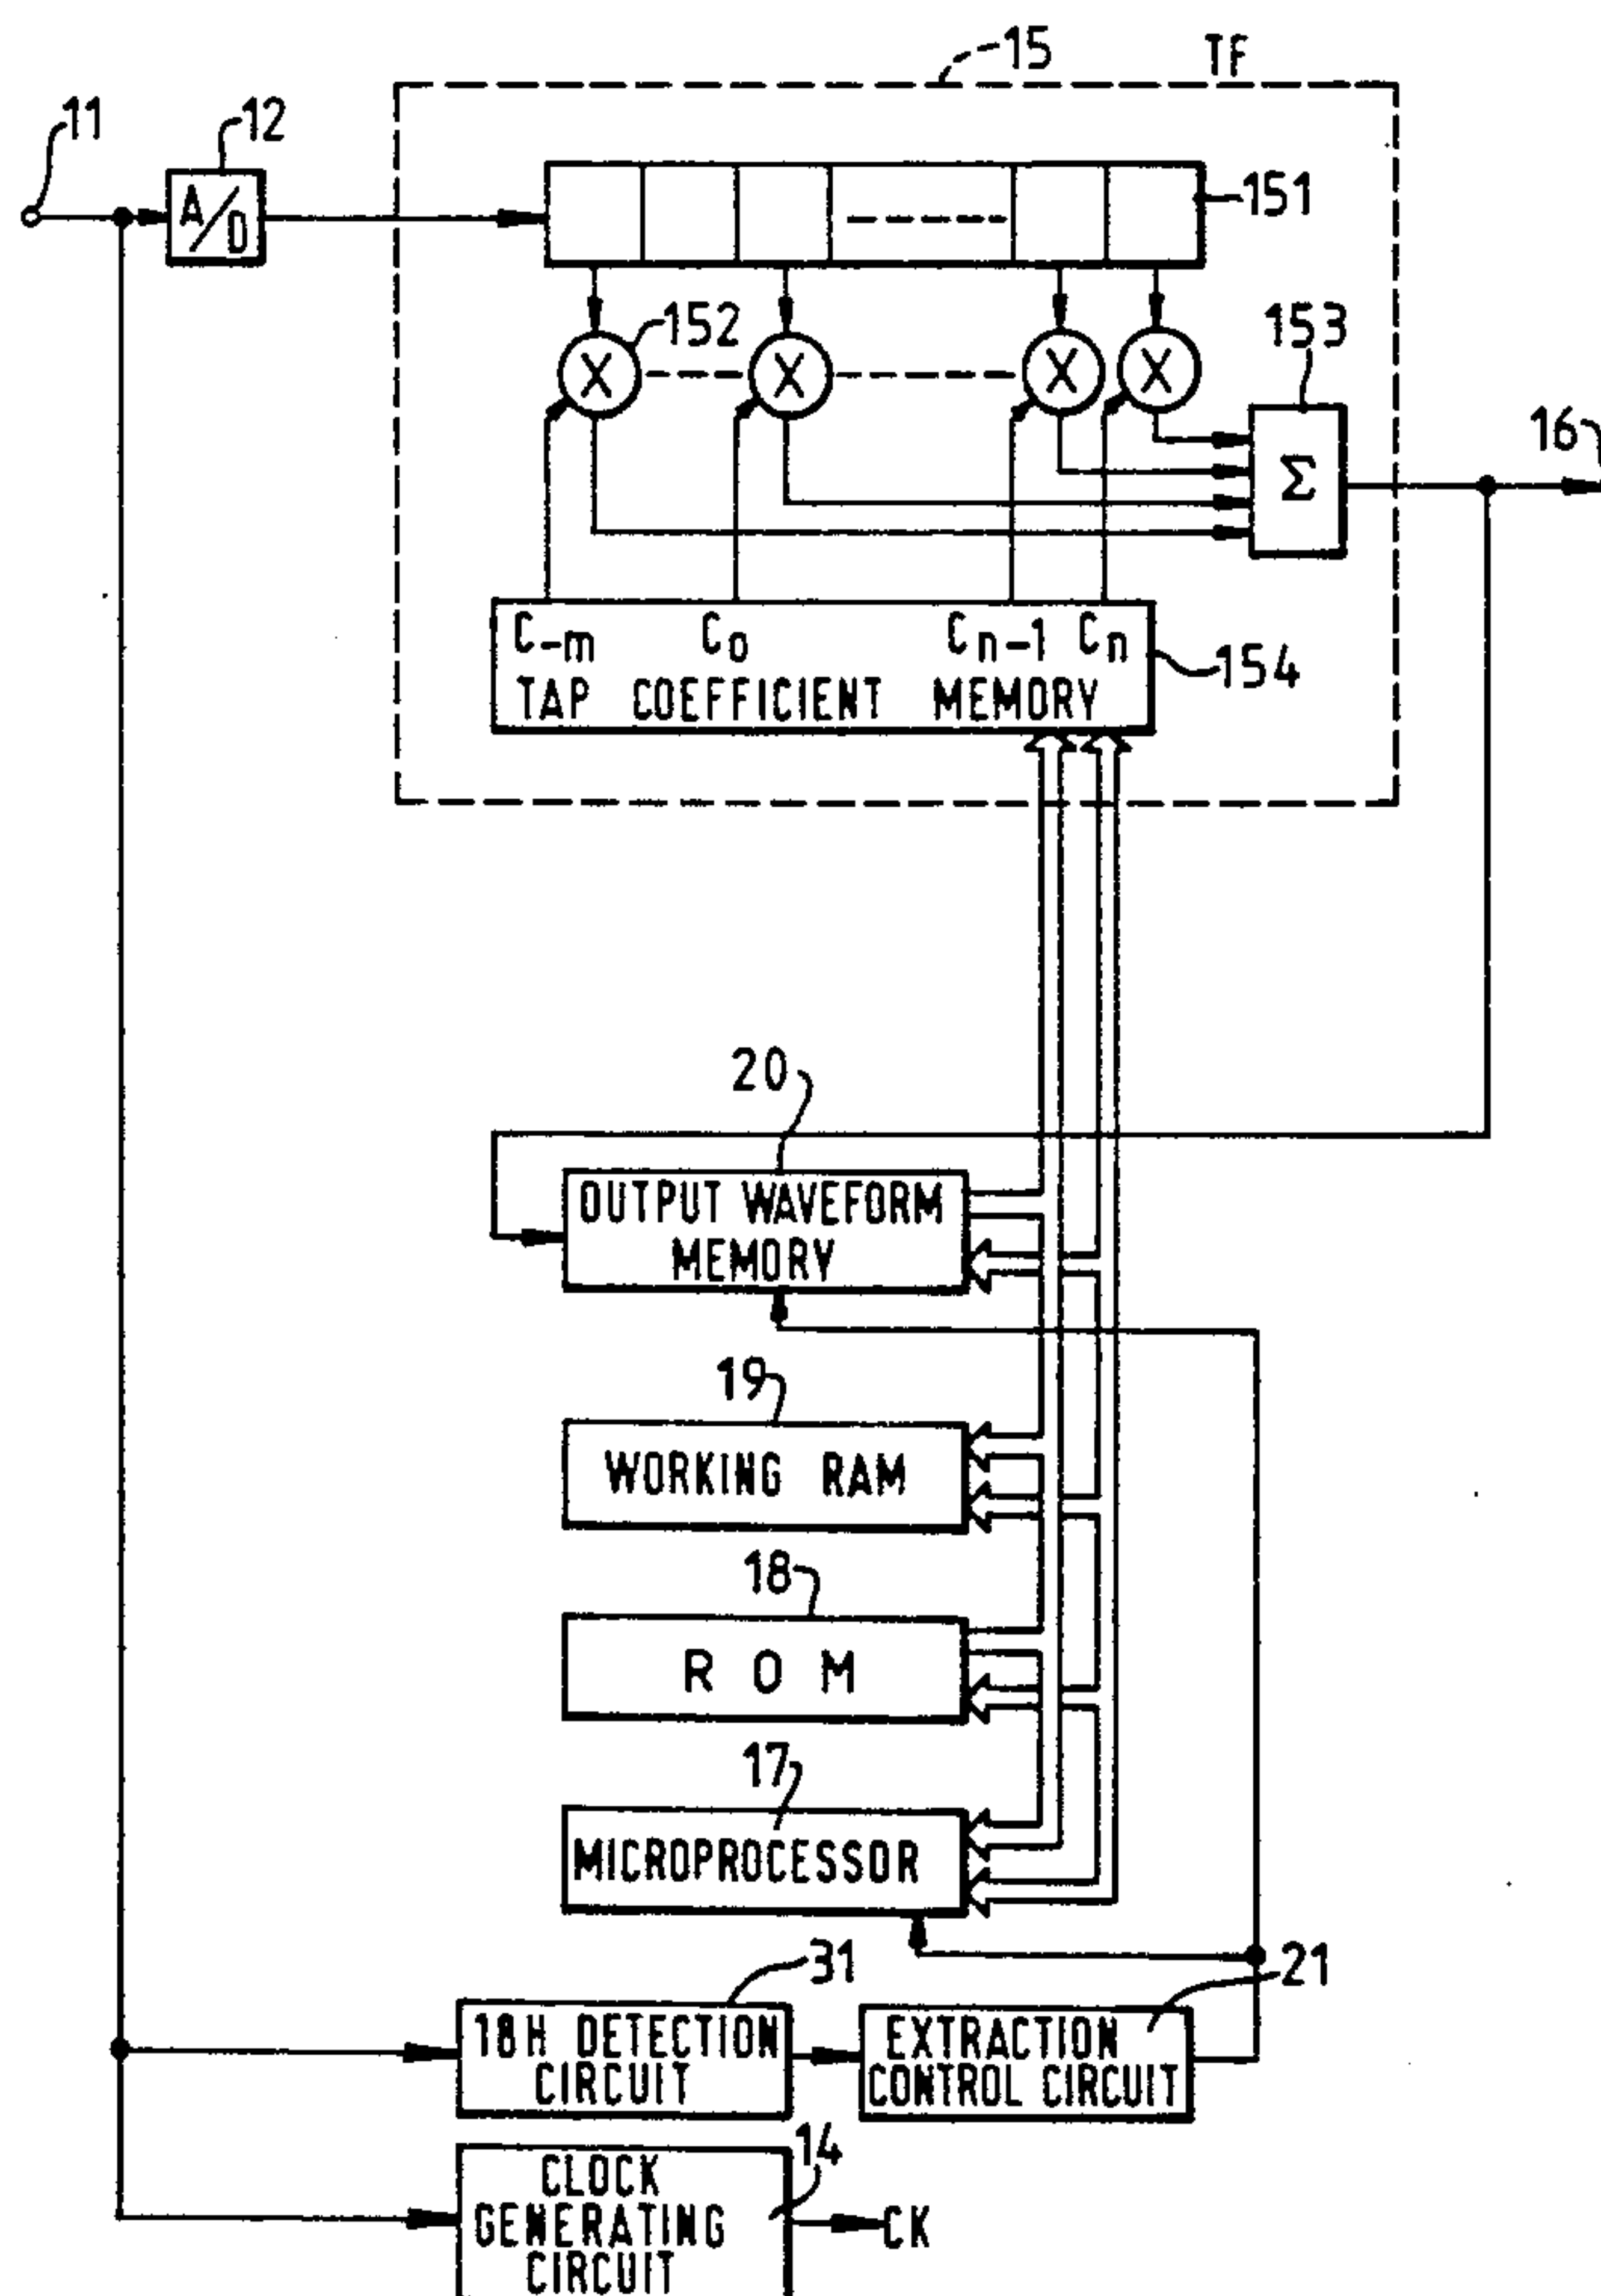 15
TF
11
12
A/D
151
152
X
X
X
X
153
Σ
16
C-m Co Cn-1 Cn
TAP COEFFICIENT MEMORY
154
20
OUTPUT WAVEFORM
MEMORY
19
WORKING RAM
18
ROM
17
MICROPROCESSOR
31
21
18H DETECTION
CIRCUIT
EXTRACTION
CONTROL CIRCUIT
14
CLOCK
GENERATING
CIRCUIT
CK